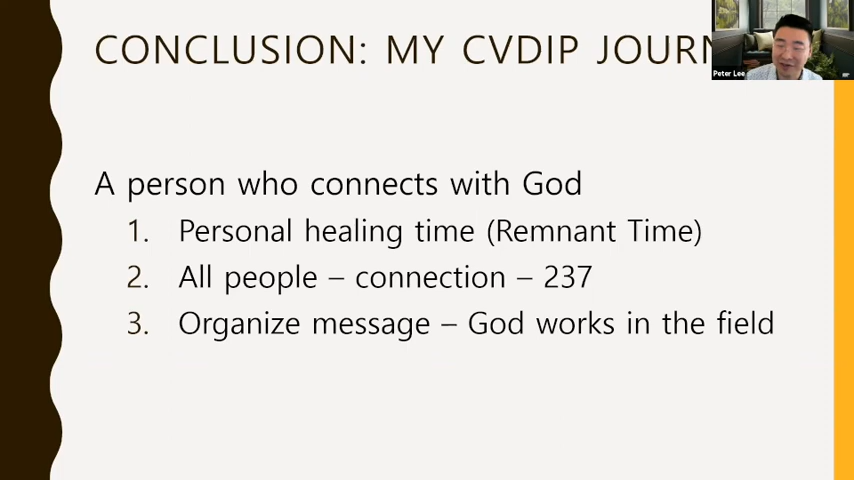 CONCLUSION: MY CVDIP JOUR
Peter Lee
A person who connects with God
1. Personal healing time (Remnant Time)
2. All people – connection – 237
3. Organize message – God works in the field